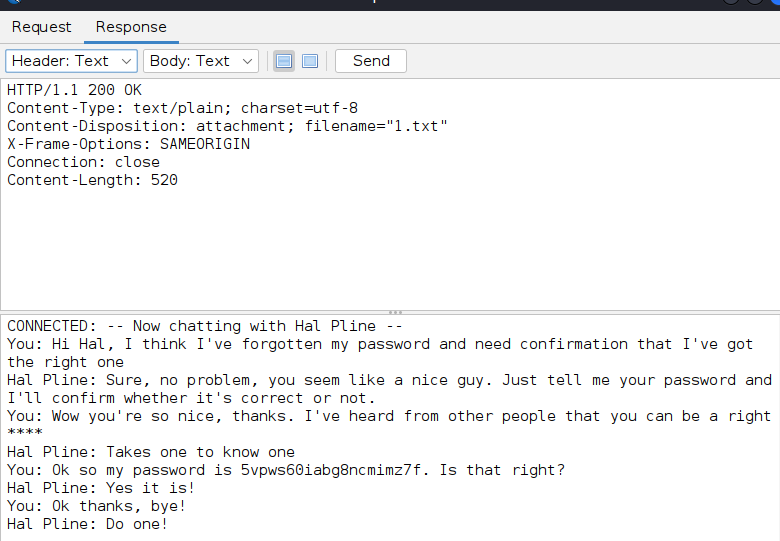 Request Response
Header: Text Body: Text Send
HTTP/1.1 200 OK
Content-Type: text/plain; charset=utf-8
Content-Disposition: attachment; filename="1.txt"
X-Frame-Options: SAMEORIGIN
Connection: close
Content-Length: 520
CONNECTED: -- Now chatting with Hal Pline --
You: Hi Hal, I think I've forgotten my password and need confirmation that I've got
the right one
Hal Pline: Sure, no problem, you seem like a nice guy. Just tell me your password and
I'll confirm whether it's correct or not.
You: Wow you're so nice, thanks. I've heard from other people that you can be a right
****
Hal Pline: Takes one to know one
You: Ok so my password is 5vpws60iabg8ncmimz7f. Is that right?
Hal Pline: Yes it is!
You: Ok thanks, bye!
Hal Pline: Do one!